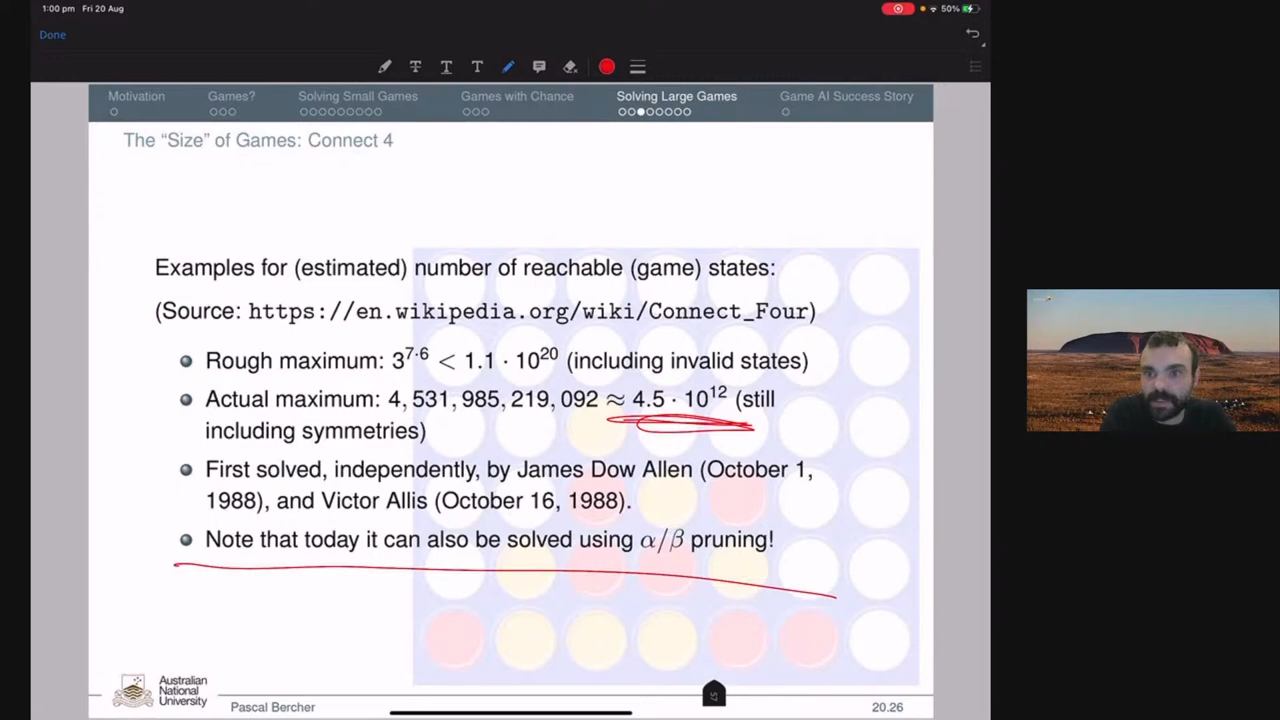 1:00 pm Fri 20 Aug
50%
Done
T T T
Motivation Games? Solving Small Games Games with Chance Solving Large Games Game AI Success Story
The “Size” of Games: Connect 4
Examples for (estimated) number of reachable (game) states:
(Source: https://en.wikipedia.org/wiki/Connect_Four)
Rough maximum: 3^{7·6} < 1.1 · 10^{20} (including invalid states)
Actual maximum: 4, 531, 985, 219, 092 ≈ 4.5 · 10^{12} (still
including symmetries)
First solved, independently, by James Dow Allen (October 1,
1988), and Victor Allis (October 16, 1988).
Note that today it can also be solved using α/β pruning!
Australian
National
University
Pascal Bercher
57
20.26